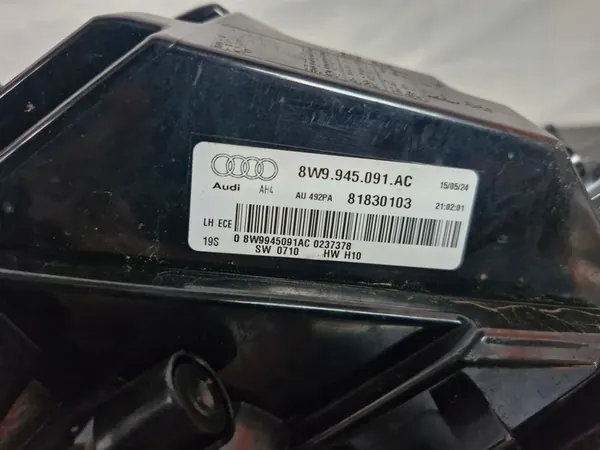 8W9.945.091.AC 15/05/24
Audi AH4 AU 492PA 81830103 21:02:01
LH ECE
19S 0 8W9945091AC 0237378
SW 0710 HW H10